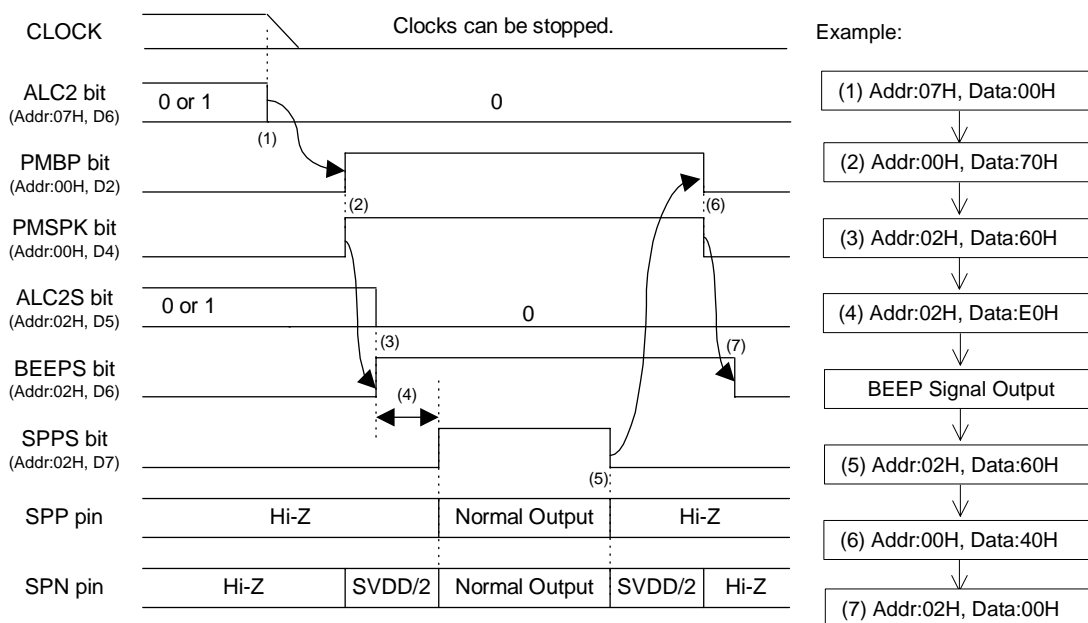 CLOCK
Clocks can be stopped.
Example:
ALC2 bit
(Addr:07H, D6)
0 or 1
0
(1)
(1) Addr:07H, Data:00H
PMBP bit
(Addr:00H, D2)
(2)
(6)
(2) Addr:00H, Data:70H
PMSPK bit
(Addr:00H, D4)
(3) Addr:02H, Data:60H
ALC2S bit
(Addr:02H, D5)
0 or 1
0
(3)
(7)
(4) Addr:02H, Data:E0H
BEEPS bit
(Addr:02H, D6)
(4)
BEEP Signal Output
SPPS bit
(Addr:02H, D7)
(5)
(5) Addr:02H, Data:60H
SPP pin
Hi-Z
Normal Output
Hi-Z
(6) Addr:00H, Data:40H
SPN pin
Hi-Z
SVDD/2
Normal Output
SVDD/2
Hi-Z
(7) Addr:02H, Data:00H